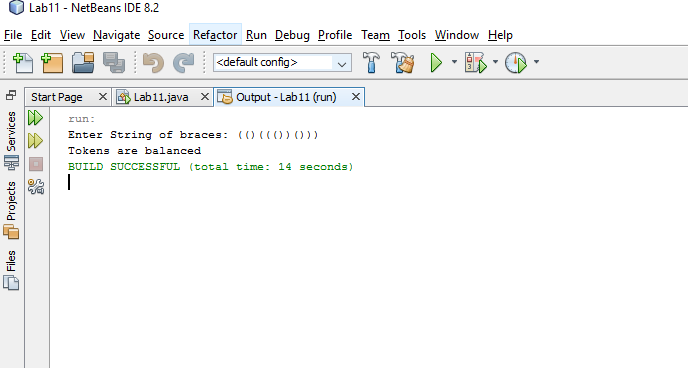 Lab11 - NetBeans IDE 8.2
File Edit View Navigate Source Refactor Run Debug Profile Team Tools Window Help
<default config>
Start Page Lab11.java Output - Lab11 (run)
run:
Enter String of braces: (()((())()))
Tokens are balanced
BUILD SUCCESSFUL (total time: 14 seconds)
Services
Projects
Files